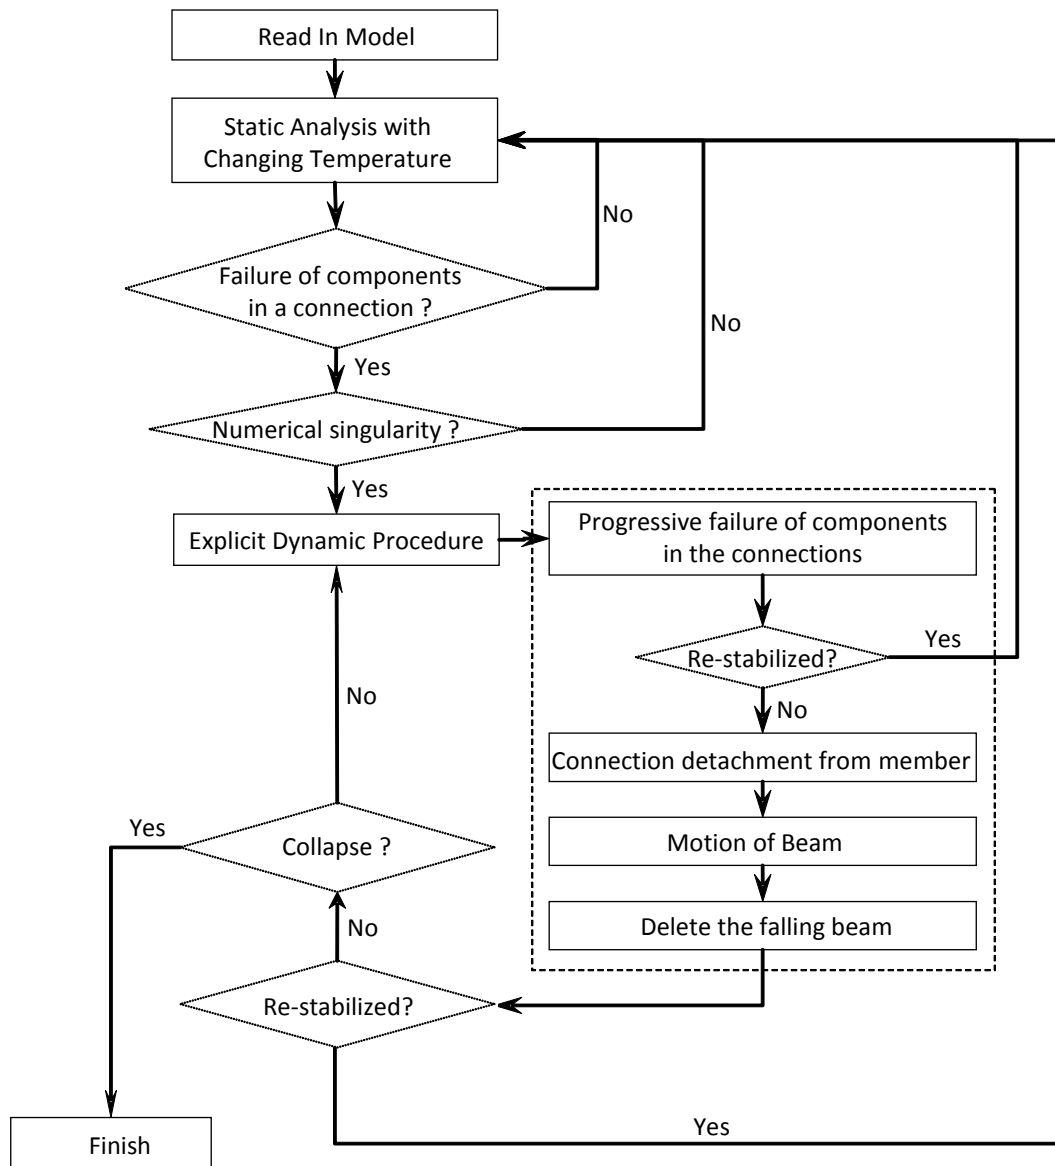 Read In Model
Static Analysis with
Changing Temperature
No
Failure of components
in a connection ?
No
Yes
Numerical singularity ?
Yes
Explicit Dynamic Procedure
Progressive failure of components
in the connections
Yes
Re-stabilized?
No
No
Connection detachment from member
Yes
Collapse ?
Motion of Beam
Delete the falling beam
No
Re-stabilized?
Yes
Finish